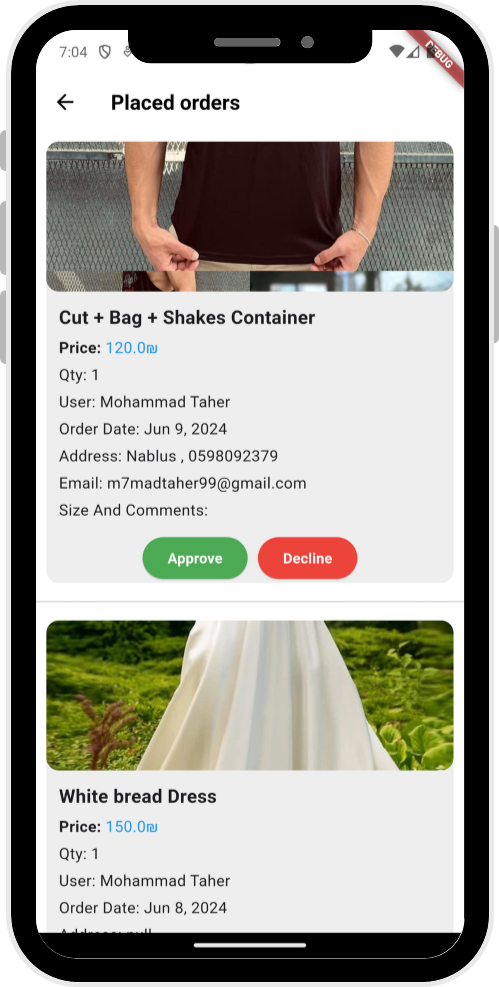 7:04
DEBUG
Placed orders
Cut + Bag + Shakes Container
Price: 120.0₪
Qty: 1
User: Mohammad Taher
Order Date: Jun 9, 2024
Address: Nablus , 0598092379
Email: m7madtaher99@gmail.com
Size And Comments:
Approve Decline
White bread Dress
Price: 150.0₪
Qty: 1
User: Mohammad Taher
Order Date: Jun 8, 2024
Address: null